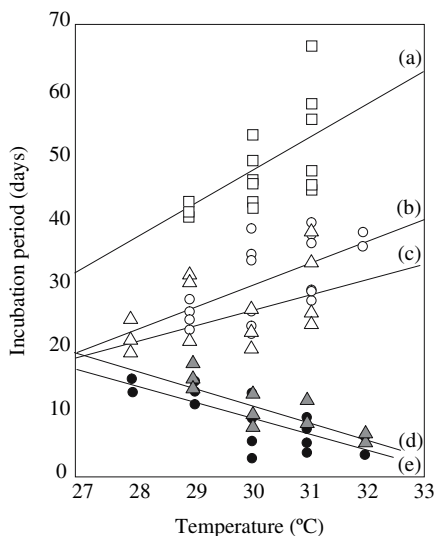 70
(a)
60
50
Incubation period (days)
40
(b)
(c)
30
20
10
(d)
(e)
0
27 28 29 30 31 32 33
Temperature (ºC)